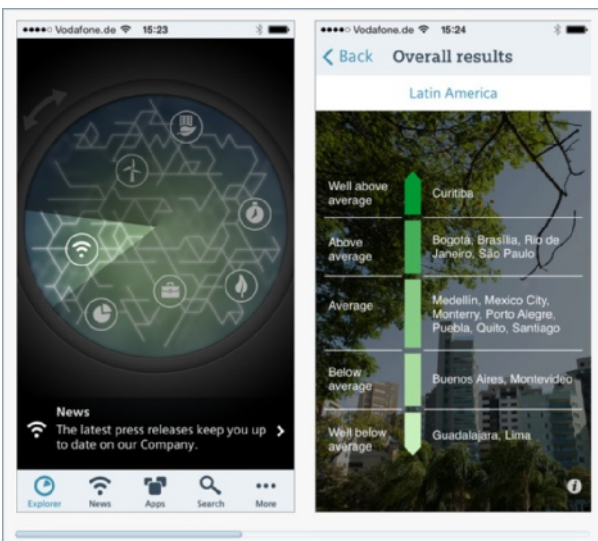 Vodafone.de 15:23
News
The latest press releases keep you up
to date on our Company.
Explorer News Apps Search More
Vodafone.de 15:24
Back Overall results
Latin America
Well above
average
Curitiba
Above
average
Bogotá, Brasília, Rio de
Janeiro, São Paulo
Average
Medellín, Mexico City,
Monterry, Porto Alegre,
Puebla, Quito, Santiago
Below
average
Buenos Aires, Montevideo
Well below
average
Guadalajara, Lima